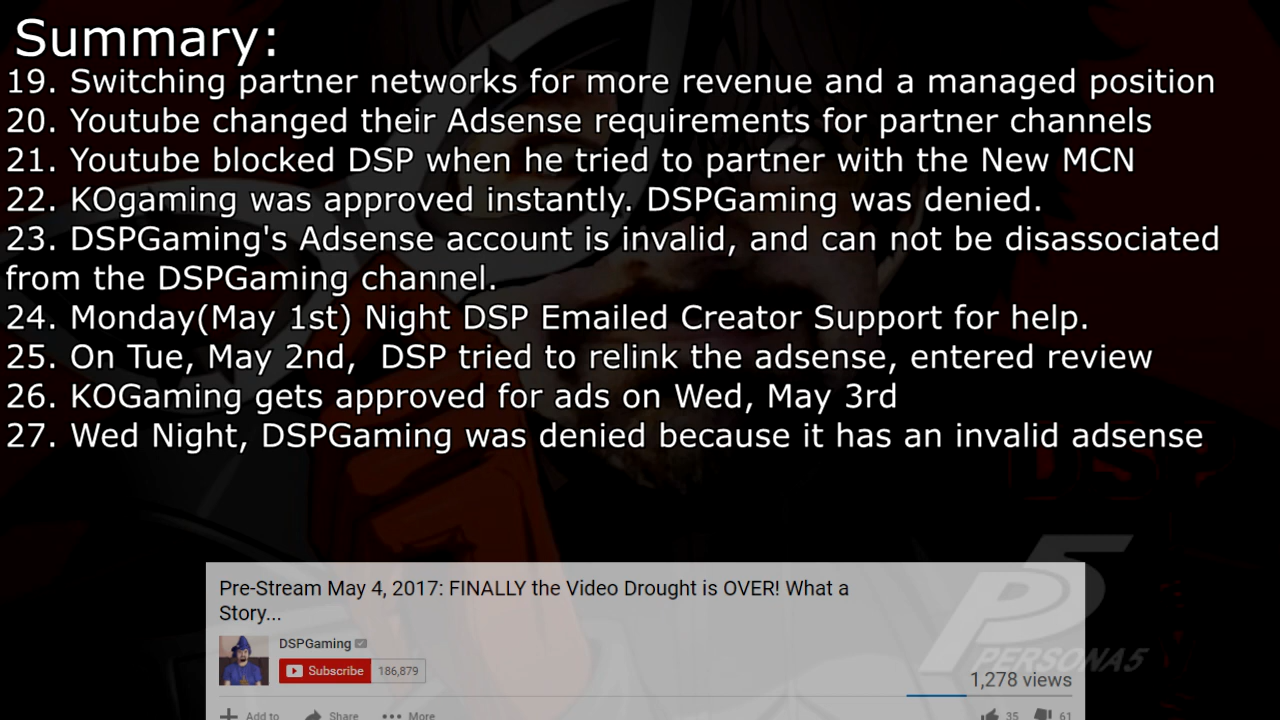 Summary:
19. Switching partner networks for more revenue and a managed position
20. Youtube changed their Adsense requirements for partner channels
21. Youtube blocked DSP when he tried to partner with the New MCN
22. KOgaming was approved instantly. DSPGaming was denied.
23. DSPGaming's Adsense account is invalid, and can not be disassociated
from the DSPGaming channel.
24. Monday(May 1st) Night DSP Emailed Creator Support for help.
25. On Tue, May 2nd,  DSP tried to relink the adsense, entered review
26. KOGaming gets approved for ads on Wed, May 3rd
27. Wed Night, DSPGaming was denied because it has an invalid adsense
DSP
Pre-Stream May 4, 2017: FINALLY the Video Drought is OVER! What a
Story...
DSPGaming
Subscribe 186,879
P5
PERSONA5
1,278 views
Add to Share More 35 61